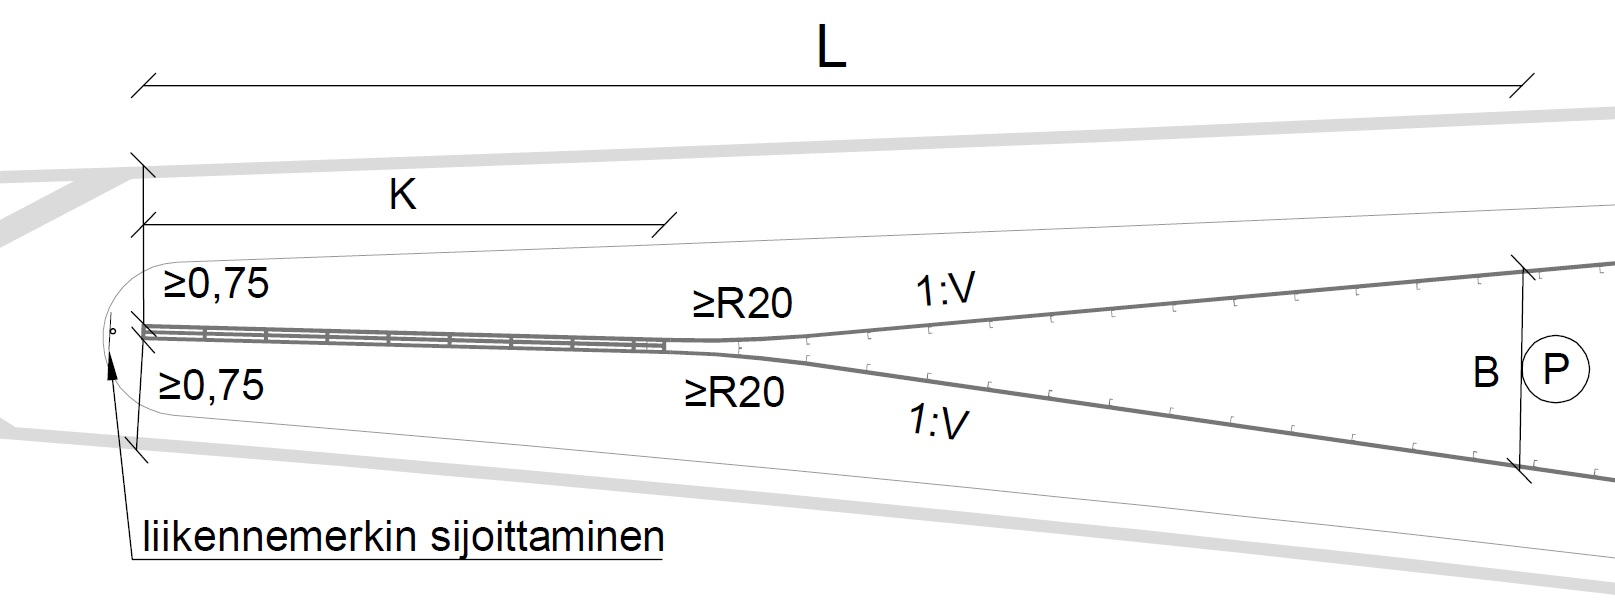 L
K
≥0,75
≥R20
1:V
≥0,75
≥R20
1:V
B
P
liikennemerkin sijoittaminen